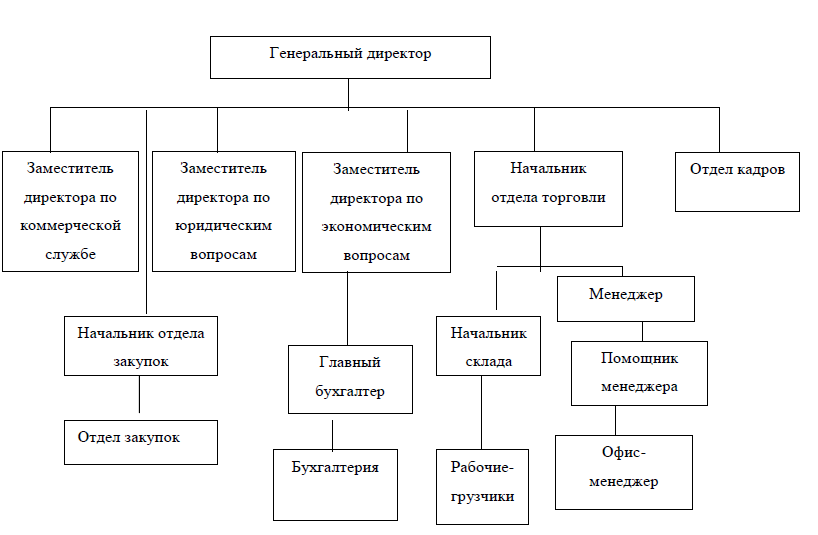 Генеральный директор
Заместитель
директора по
коммерческой
службе
Заместитель
директора по
юридическим
вопросам
Заместитель
директора по
экономическим
вопросам
Начальник
отдела торговли
Отдел кадров
Начальник отдела
закупок
Отдел закупок
Главный
бухгалтер
Бухгалтерия
Начальник
склада
Рабочие-
грузчики
Менеджер
Помощник
менеджера
Офис-
менеджер